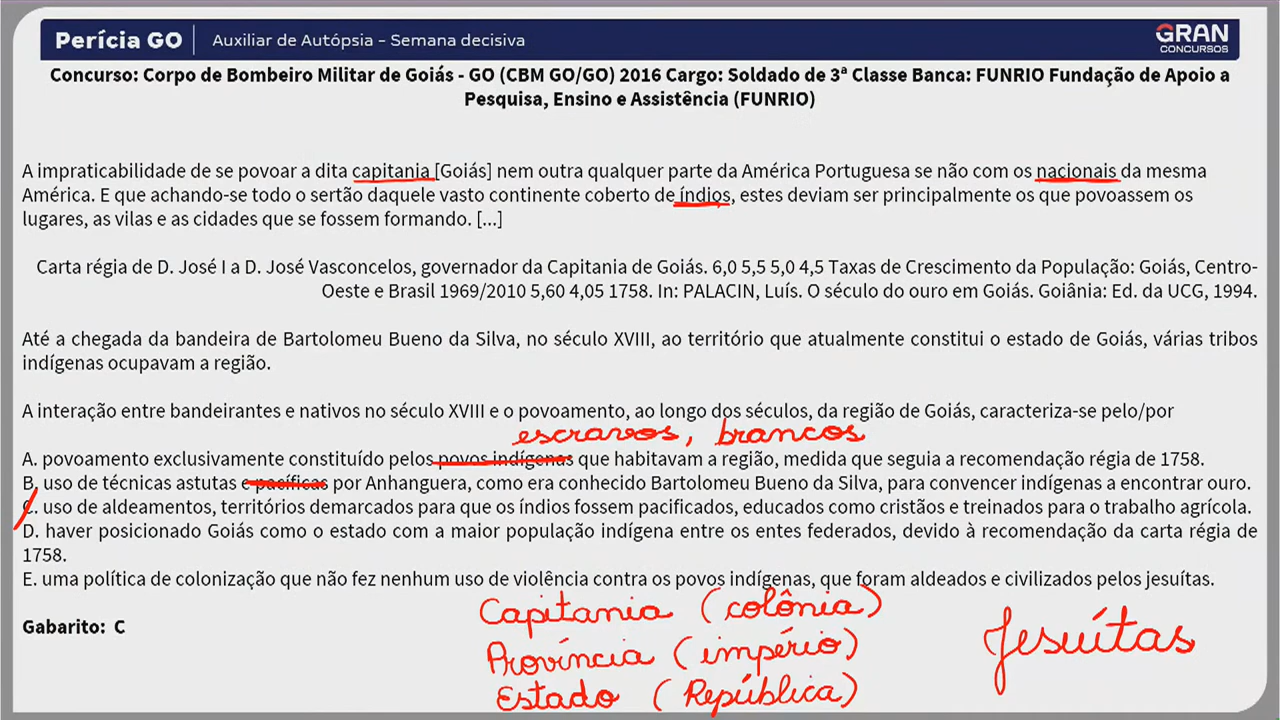 Perícia GO | Auxiliar de Autópsia – Semana decisiva
GRAN
CONCURSOS
Concurso: Corpo de Bombeiro Militar de Goiás - GO (CBM GO/GO) 2016 Cargo: Soldado de 3ª Classe Banca: FUNRIO Fundação de Apoio a
Pesquisa, Ensino e Assistência (FUNRIO)
A impraticabilidade de se povoar a dita capitania [Goiás] nem outra qualquer parte da América Portuguesa se não com os nacionais da mesma
América. E que achando-se todo o sertão daquele vasto continente coberto de índios, estes deviam ser principalmente os que povoassem os
lugares, as vilas e as cidades que se fossem formando. [...]
Carta régia de D. José I a D. José Vasconcelos, governador da Capitania de Goiás. 6,0 5,5 5,0 4,5 Taxas de Crescimento da População: Goiás, Centro-
Oeste e Brasil 1969/2010 5,60 4,05 1758. In: PALACIN, Luís. O século do ouro em Goiás. Goiânia: Ed. da UCG, 1994.
Até a chegada da bandeira de Bartolomeu Bueno da Silva, no século XVIII, ao território que atualmente constitui o estado de Goiás, várias tribos
indígenas ocupavam a região.
A interação entre bandeirantes e nativos no século XVIII e o povoamento, ao longo dos séculos, da região de Goiás, caracteriza-se pelo/por
escravos, brancos
A. povoamento exclusivamente constituído pelos povos indígenas que habitavam a região, medida que seguia a recomendação régia de 1758.
B. uso de técnicas astutas e pacíficas por Anhanguera, como era conhecido Bartolomeu Bueno da Silva, para convencer indígenas a encontrar ouro.
C. uso de aldeamentos, territórios demarcados para que os índios fossem pacificados, educados como cristãos e treinados para o trabalho agrícola.
D. haver posicionado Goiás como o estado com a maior população indígena entre os entes federados, devido à recomendação da carta régia de
1758.
E. uma política de colonização que não fez nenhum uso de violência contra os povos indígenas, que foram aldeados e civilizados pelos jesuítas.
Capitania (colônia)
Gabarito: C
Jesuítas
Província (império)
Estado (República)